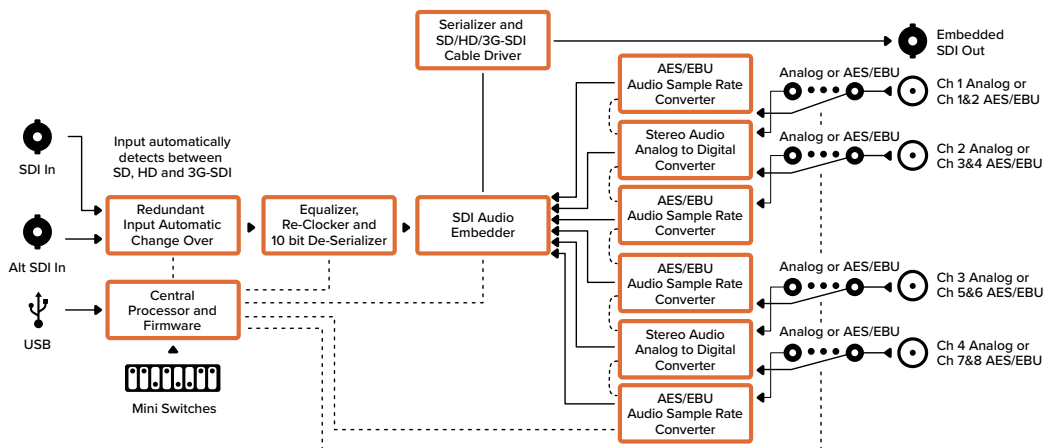 Serializer and
SD/HD/3G-SDI
Cable Driver
Embedded
SDI Out
AES/EBU
Audio Sample Rate
Converter
Analog or AES/EBU
Ch 1 Analog or
Ch 1&2 AES/EBU
SDI In
Input automatically
detects between
SD, HD and 3G-SDI
Stereo Audio
Analog to Digital
Converter
Analog or AES/EBU
Ch 2 Analog or
Ch 3&4 AES/EBU
Alt SDI In
Redundant
Input Automatic
Change Over
Equalizer,
Re-Clocker and
10 bit De-Serializer
SDI Audio
Embedder
AES/EBU
Audio Sample Rate
Converter
USB
Central
Processor and
Firmware
AES/EBU
Audio Sample Rate
Converter
Analog or AES/EBU
Ch 3 Analog or
Ch 5&6 AES/EBU
Mini Switches
Stereo Audio
Analog to Digital
Converter
Analog or AES/EBU
Ch 4 Analog or
Ch 7&8 AES/EBU
AES/EBU
Audio Sample Rate
Converter